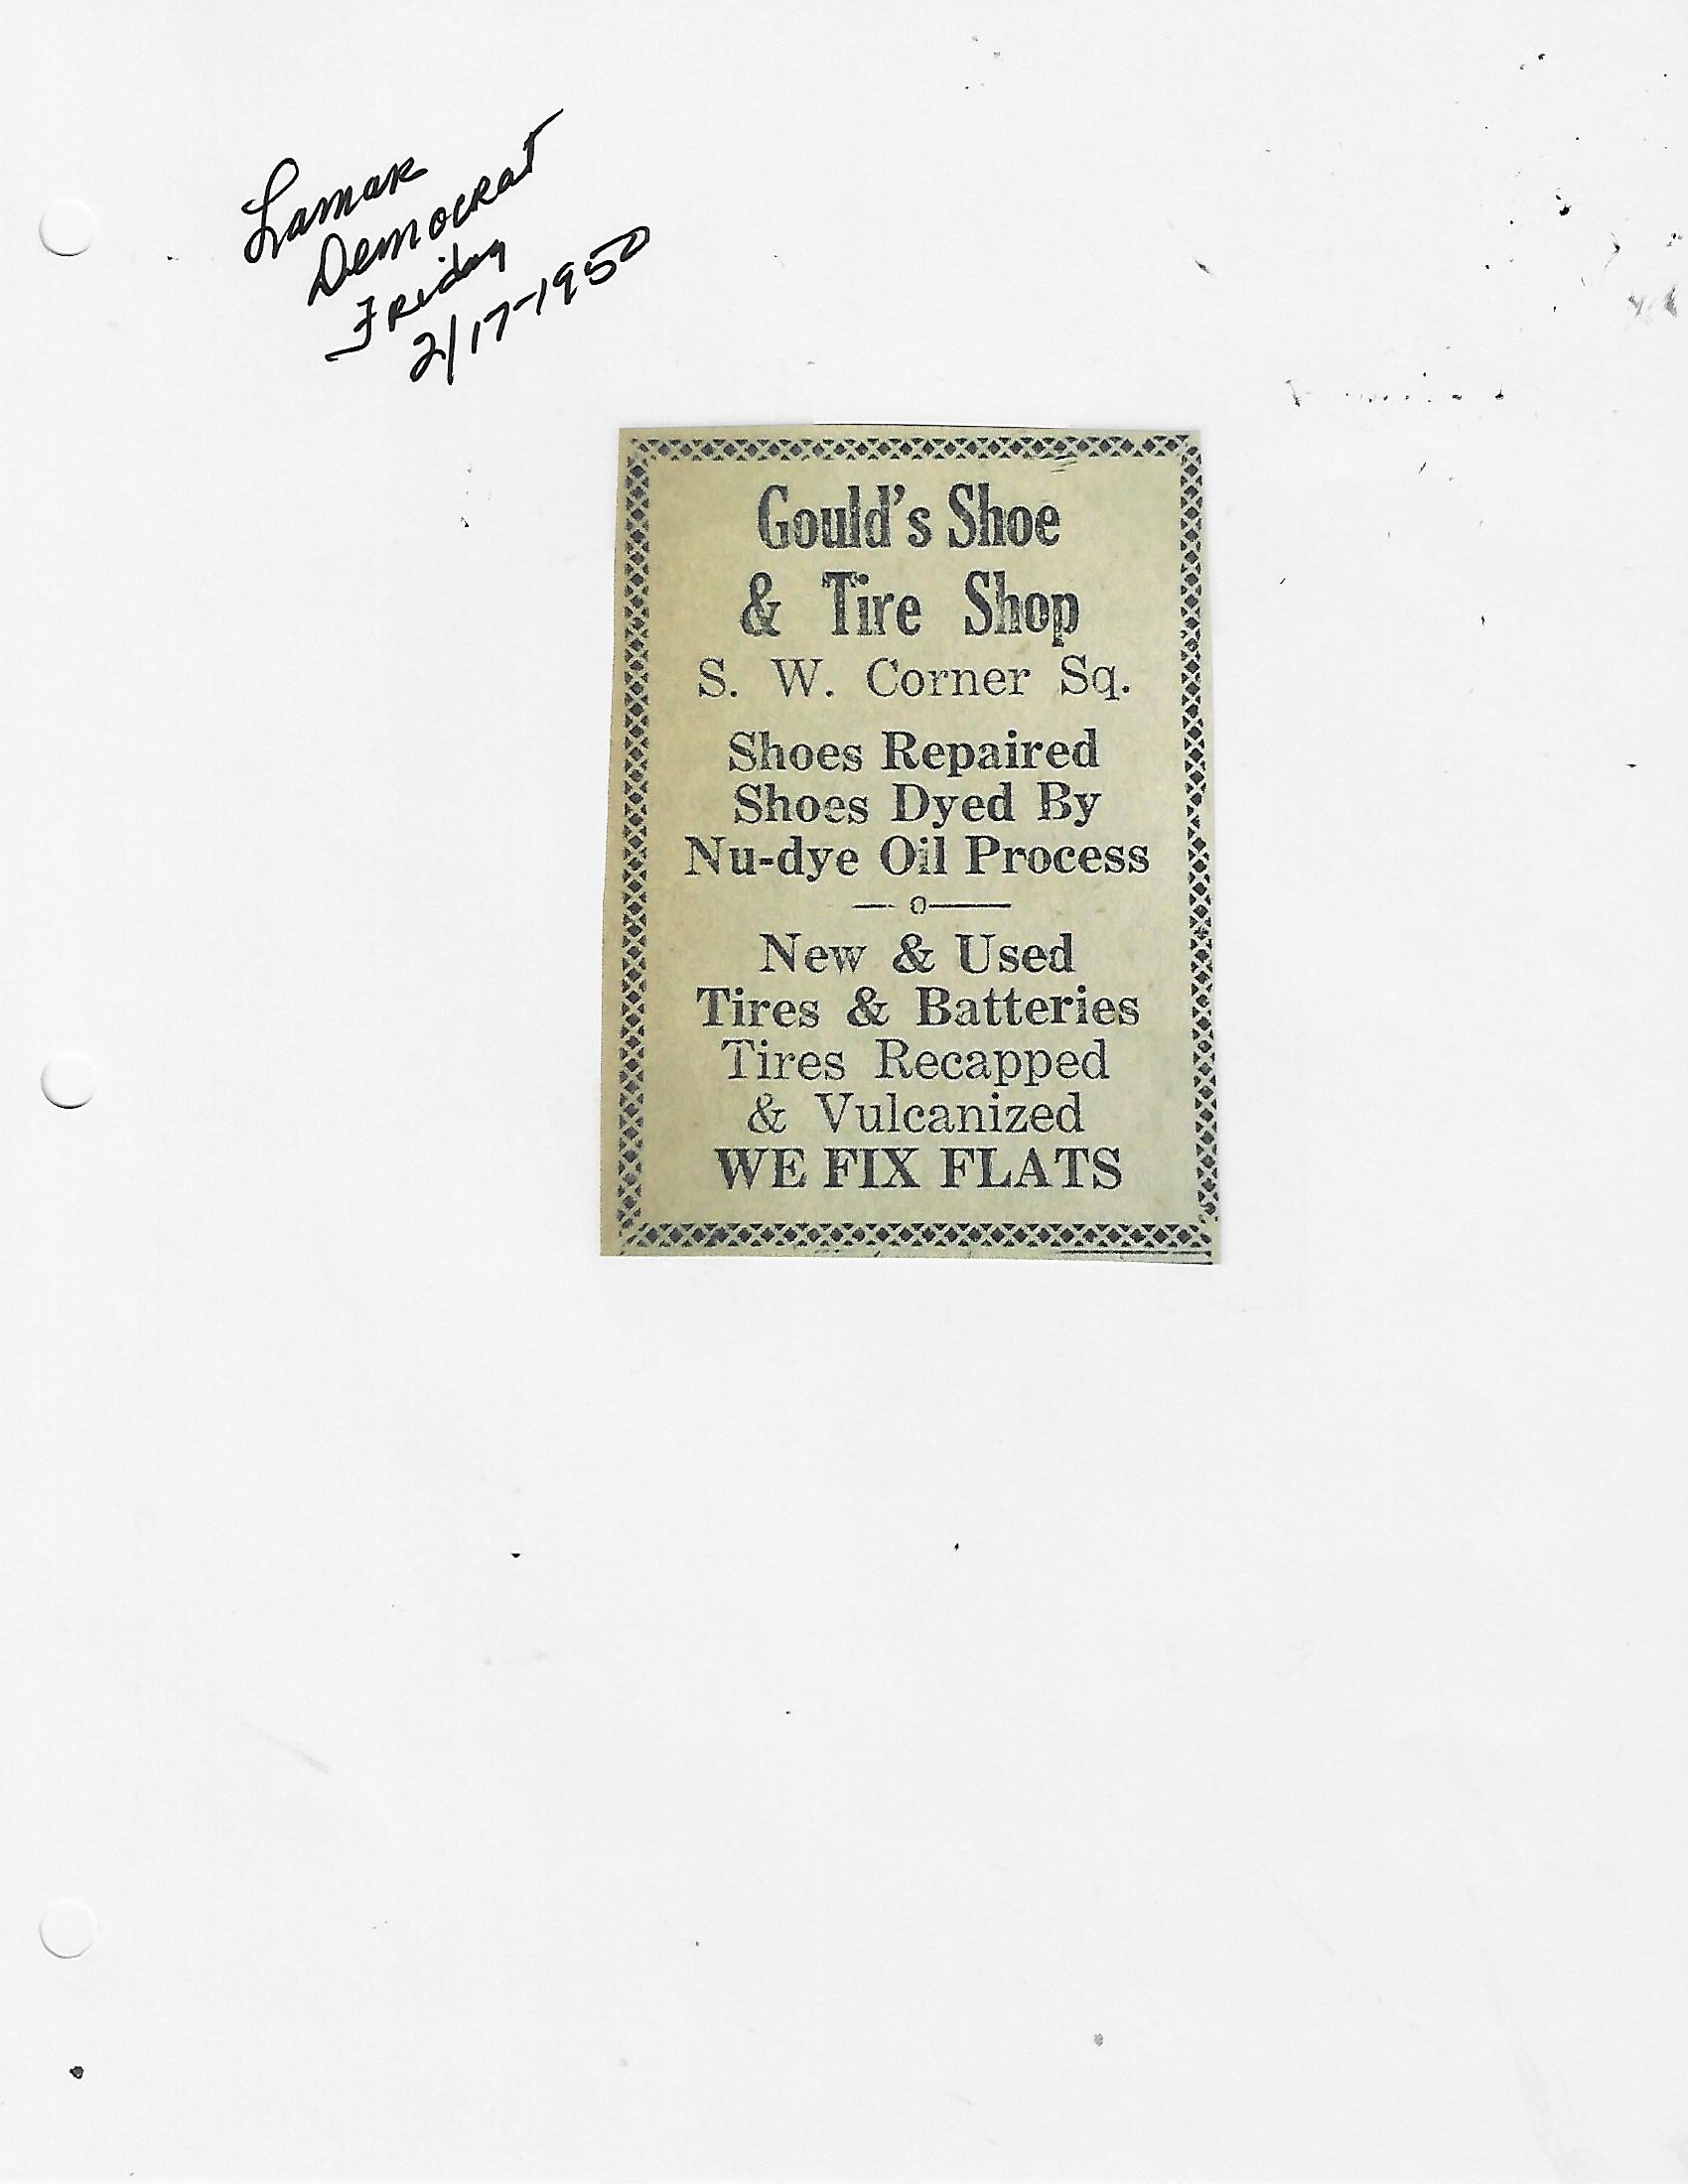 Lamar
Democrat
Friday
2/17-1950
Gould's Shoe
& Tire Shop
S. W. Corner Sq.
Shoes Repaired
Shoes Dyed By
Nu-dye Oil Process
—o—
New & Used
Tires & Batteries
Tires Recapped
& Vulcanized
WE FIX FLATS